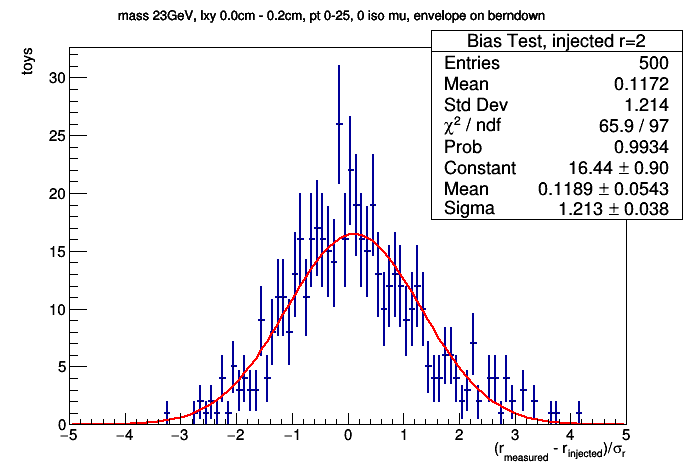 mass 23GeV, lxy 0.0cm - 0.2cm, pt 0-25, 0 iso mu, envelope on berndown
toys
Bias Test, injected r=2
Entries 500
Mean 0.1172
Std Dev 1.214
χ² / ndf 65.9 / 97
Prob 0.9934
Constant 16.44 ± 0.90
Mean 0.1189 ± 0.0543
Sigma 1.213 ± 0.038
30
25
20
15
10
5
0
−5 −4 −3 −2 −1 0 1 2 3 4 5
(r_measured - r_injected)/σ_r